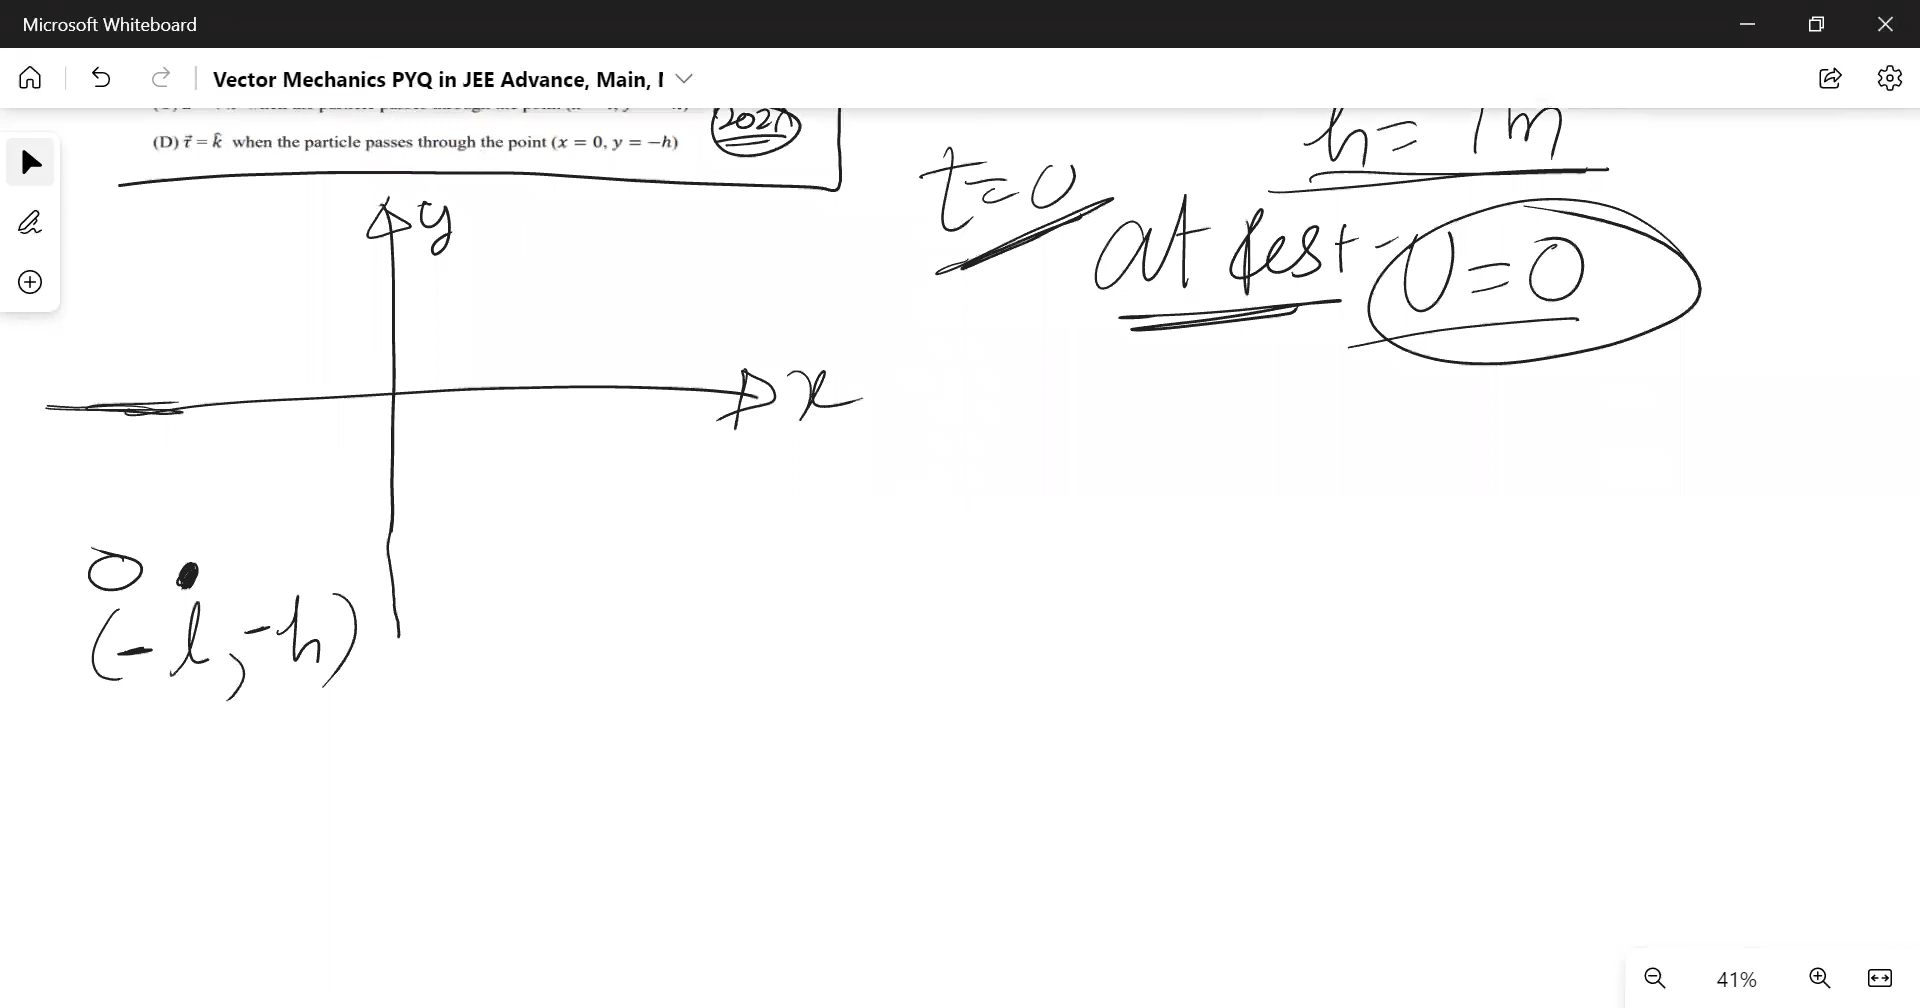 Microsoft Whiteboard
Vector Mechanics PYQ in JEE Advance, Main, I
(D) τ⃗ = k̂ when the particle passes through the point (x = 0, y = −h)
2021
h = 1m
t=0
at rest - U=0
y
x
(-l, -h)
41%